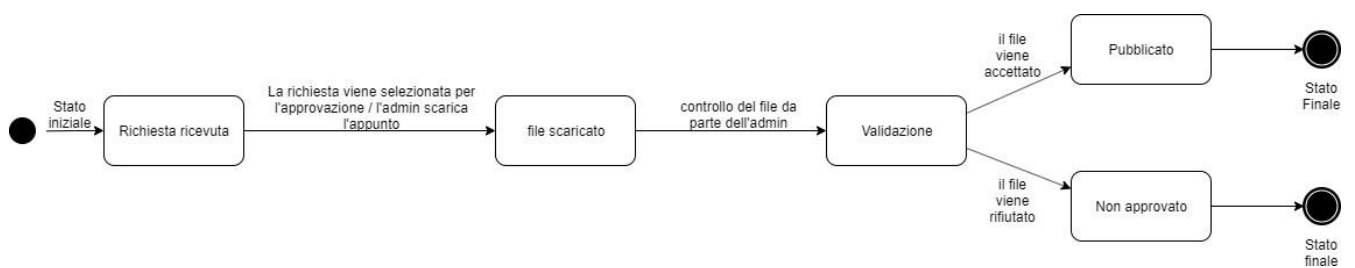 Stato
iniziale
Richiesta ricevuta
La richiesta viene selezionata per
l'approvazione / l'admin scarica
l'appunto
file scaricato
controllo del file da
parte dell'admin
Validazione
il file
viene
accettato
Pubblicato
Stato
Finale
il file
viene
rifiutato
Non approvato
Stato
finale